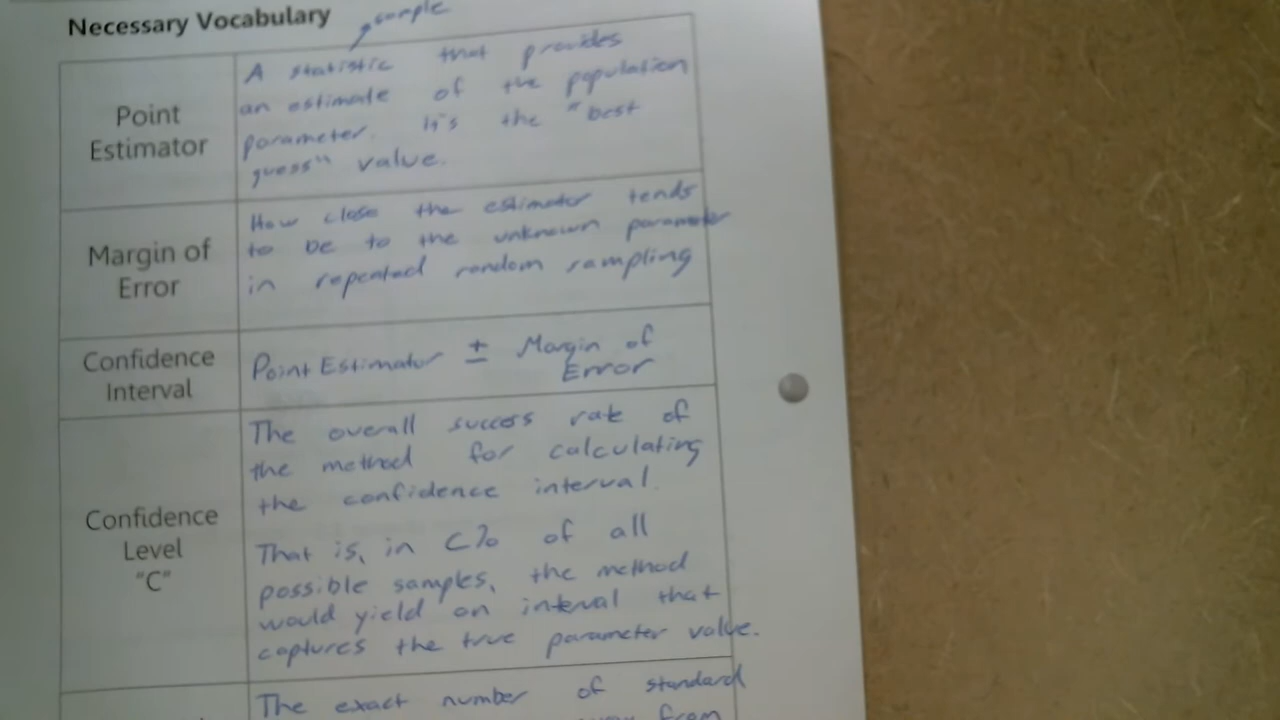 Necessary Vocabulary
sample
Point
Estimator
A statistic that provides
an estimate of the population
parameter. It's the "best
guess" value.
Margin of
Error
How close the estimator tends
to be to the unknown parameter
in repeated random sampling
Confidence
Interval
Point Estimator ± Margin of
Error
Confidence
Level
"C"
The overall success rate of
the method for calculating
the confidence interval.
That is, in C% of all
possible samples, the method
would yield an interval that
captures the true parameter value.
The exact number of standard
from